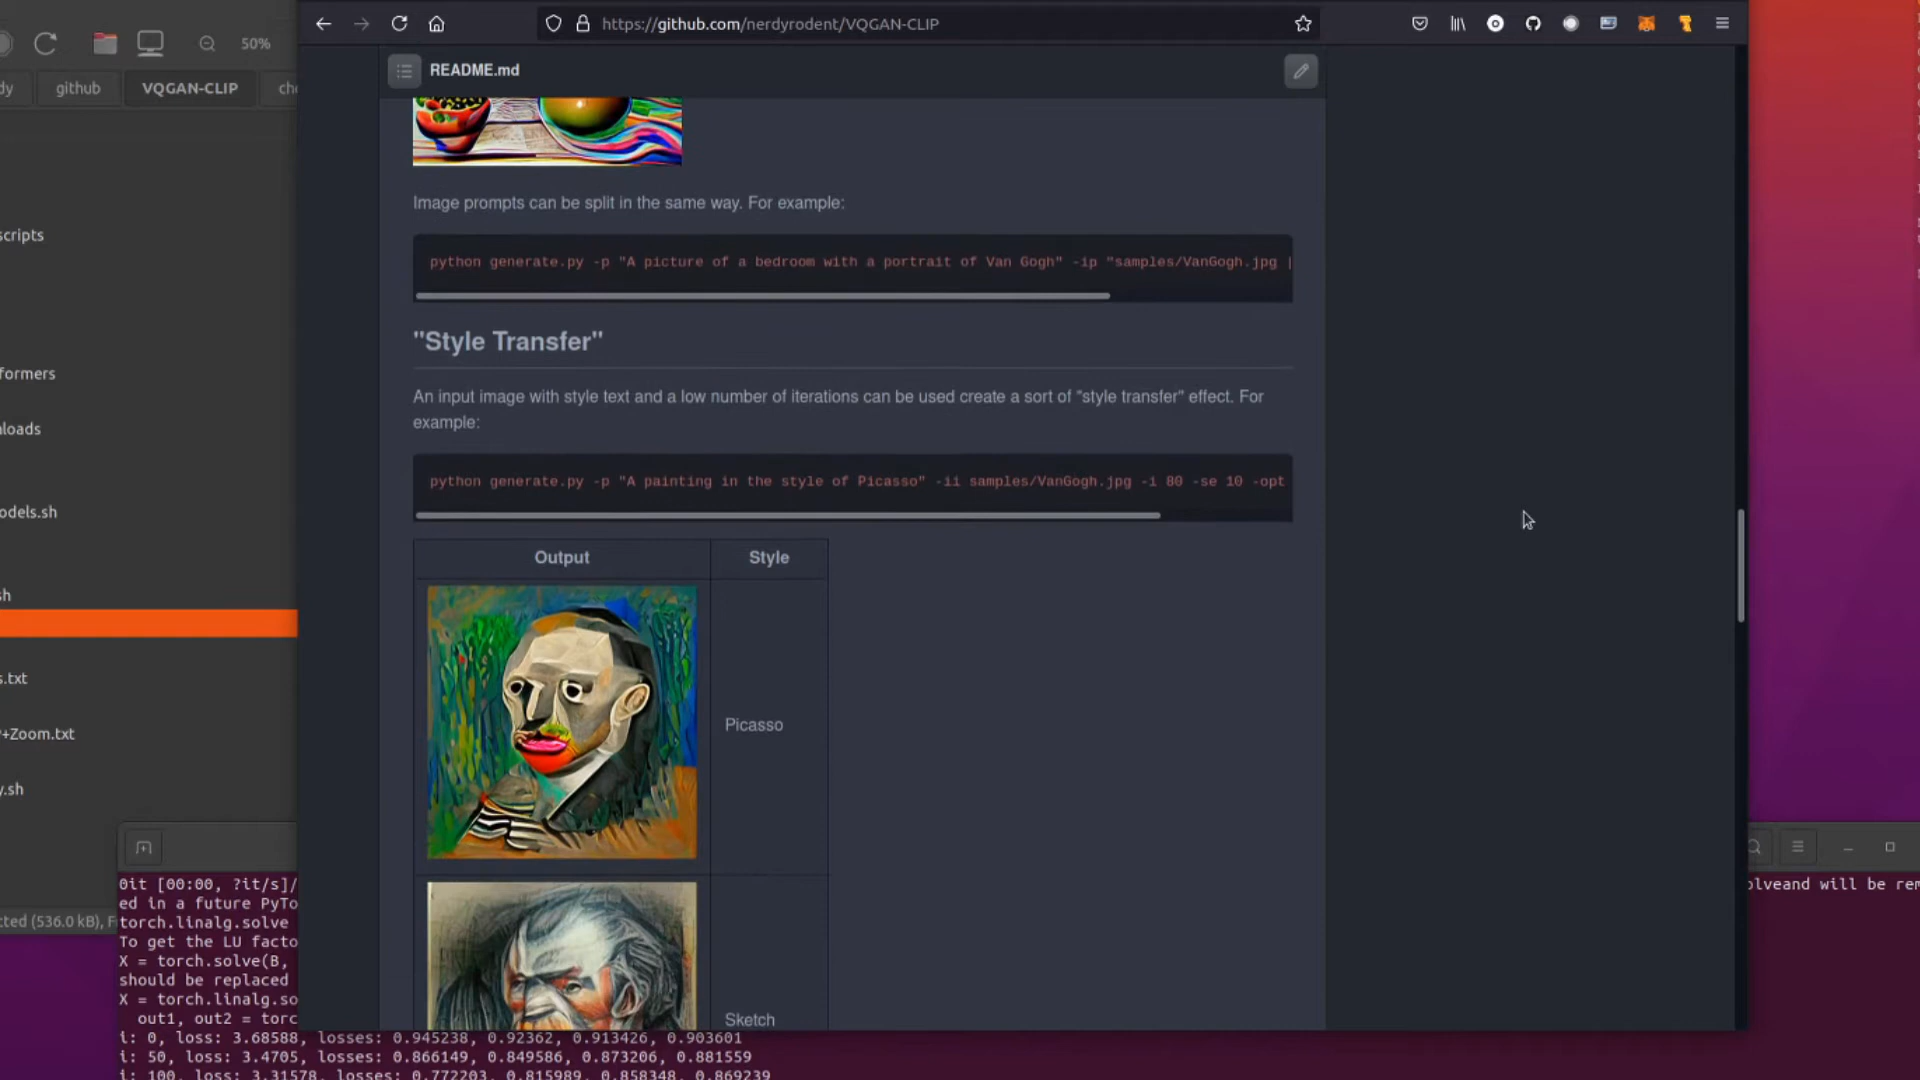 50%
https://github.com/nerdyrodent/VQGAN-CLIP
dy
github
VQGAN-CLIP
che
README.md
Image prompts can be split in the same way. For example:
python generate.py -p "A picture of a bedroom with a portrait of Van Gogh" -ip "samples/VanGogh.jpg |
"Style Transfer"
An input image with style text and a low number of iterations can be used create a sort of "style transfer" effect. For
example:
python generate.py -p "A painting in the style of Picasso" -ii samples/VanGogh.jpg -i 80 -se 10 -opt
Output Style
Picasso
Sketch
scripts
formers
loads
odels.sh
sh
s.txt
+Zoom.txt
y.sh
cted (536.0 kB), F
0it [00:00, ?it/s]/
olveand will be rem
ed in a future PyTo
torch.linalg.solve
To get the LU facto
X = torch.solve(B,
should be replaced
X = torch.linalg.so
out1, out2 = torc
i: 0, loss: 3.68588, losses: 0.945238, 0.92362, 0.913426, 0.903601
i: 50, loss: 3.4705, losses: 0.866149, 0.849586, 0.873206, 0.881559
i: 100, loss: 3.31578, losses: 0.772203, 0.815989, 0.858348, 0.869239